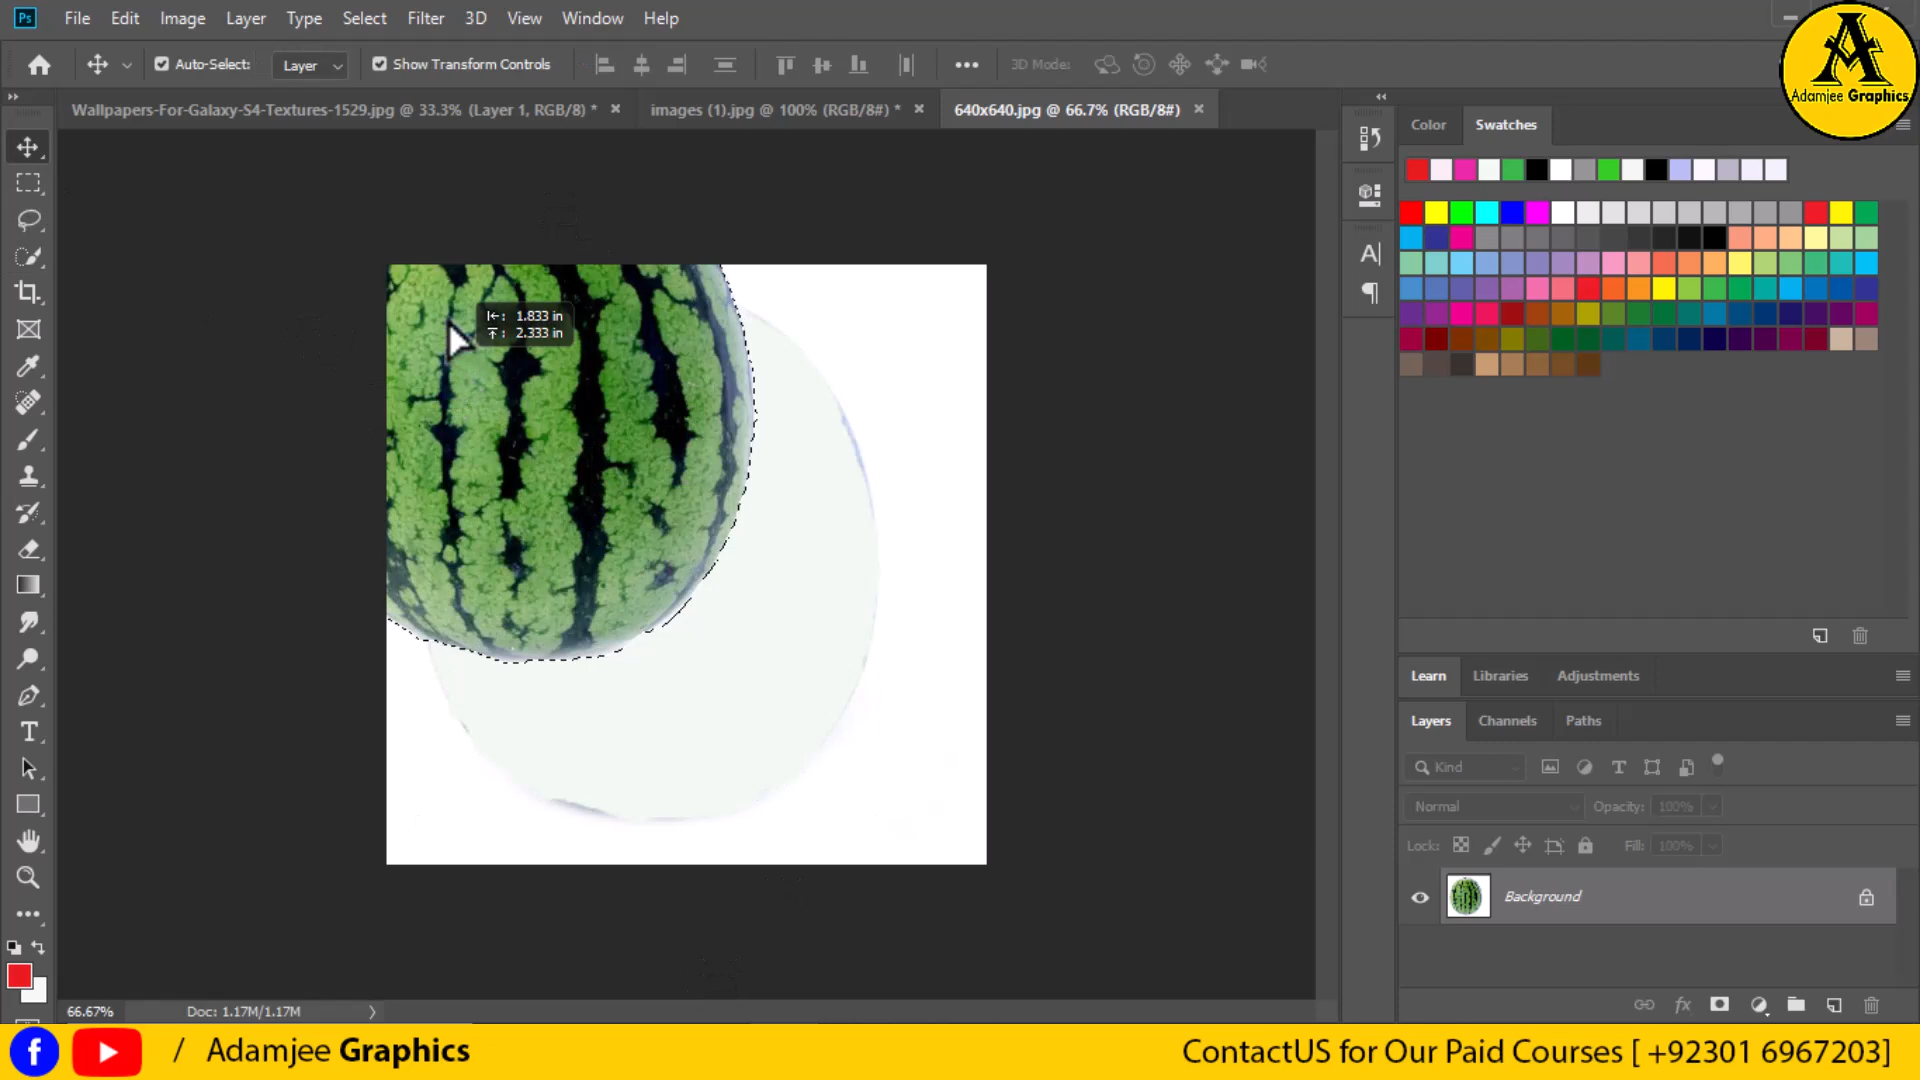 Ps File Edit Image Layer Type Select Filter 3D View Window Help
Auto-Select: Layer Show Transform Controls 3D Mode:
A
Adamjee Graphics
Wallpapers-For-Galaxy-S4-Textures-1529.jpg @ 33.3% (Layer 1, RGB/8) * × images (1).jpg @ 100% (RGB/8#) * × 640x640.jpg @ 66.7% (RGB/8#) ×
Color Swatches
1.833 in
2.333 in
Learn Libraries Adjustments
Layers Channels Paths
Kind
Normal Opacity: 100%
Lock: Fill: 100%
Background
66.67% Doc: 1.17M/1.17M
/ Adamjee Graphics ContactUS for Our Paid Courses [ +92301 6967203]